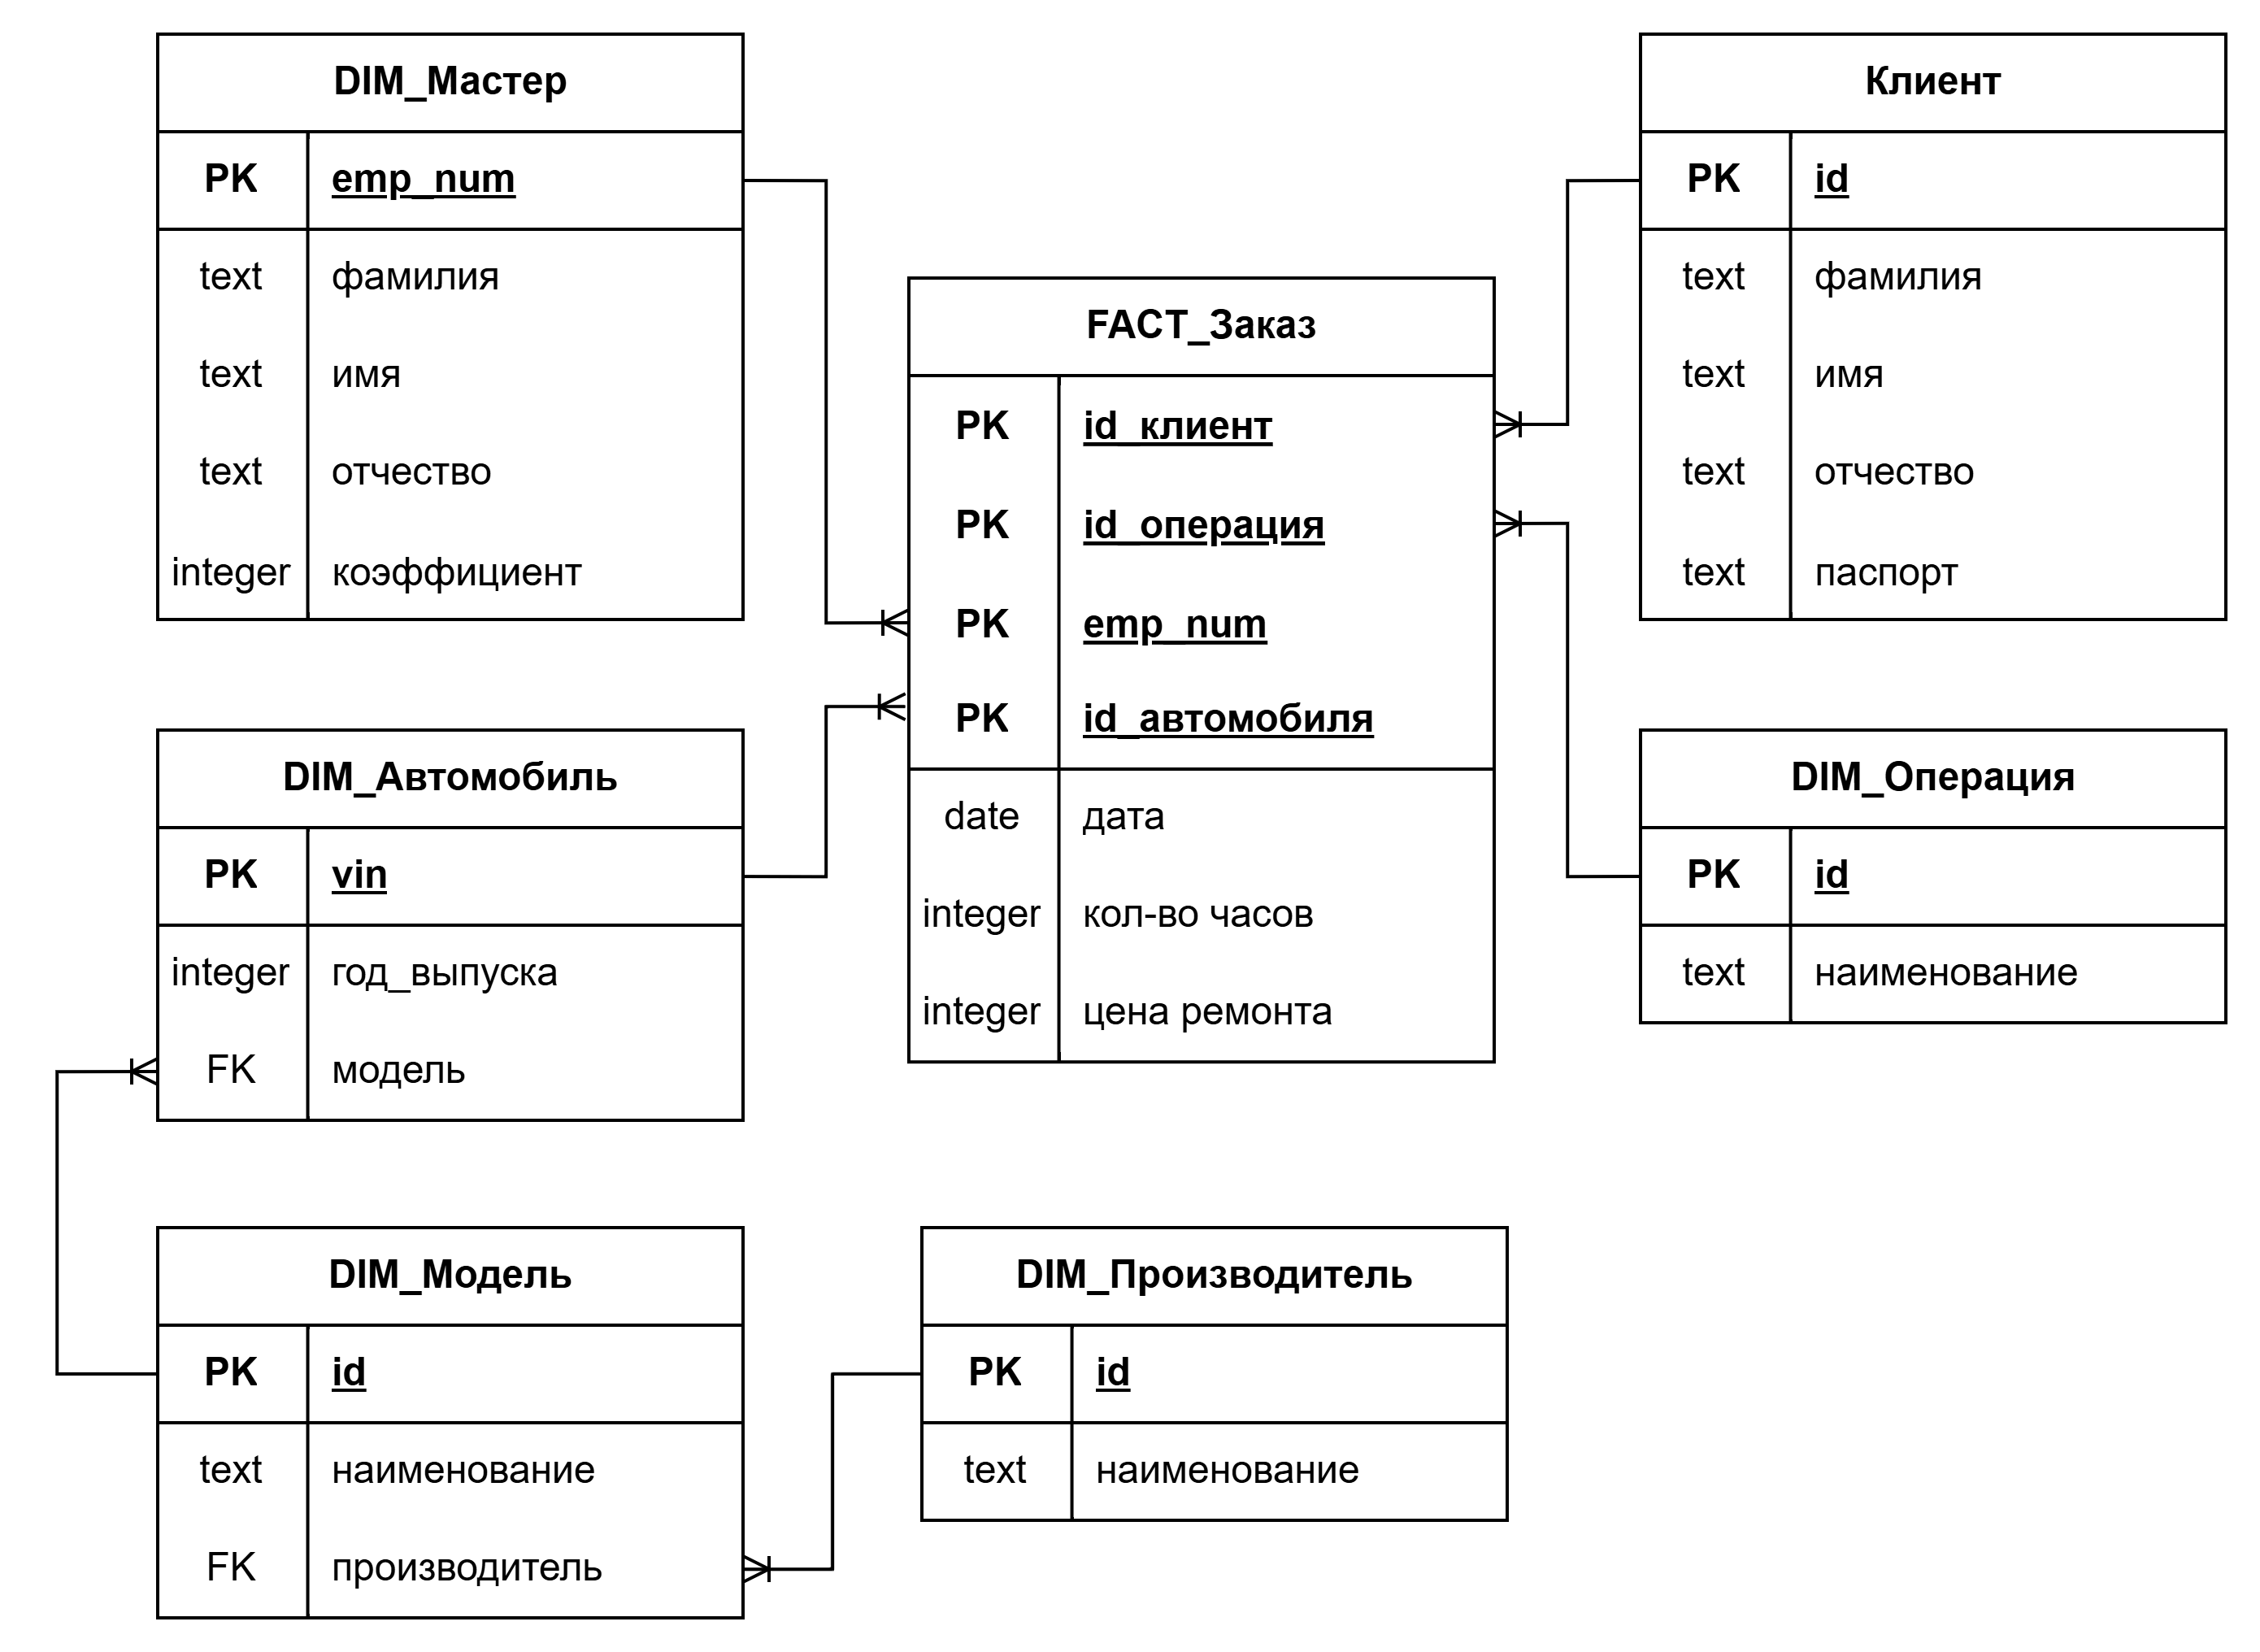 DIM_Мастер
PK emp_num
text фамилия
text имя
text отчество
integer коэффициент
Клиент
PK id
text фамилия
text имя
text отчество
text паспорт
FACT_Заказ
PK id_клиент
PK id_операция
PK emp_num
PK id_автомобиля
date дата
integer кол-во часов
integer цена ремонта
DIM_Автомобиль
PK vin
integer год_выпуска
FK модель
DIM_Операция
PK id
text наименование
DIM_Модель
PK id
text наименование
FK производитель
DIM_Производитель
PK id
text наименование